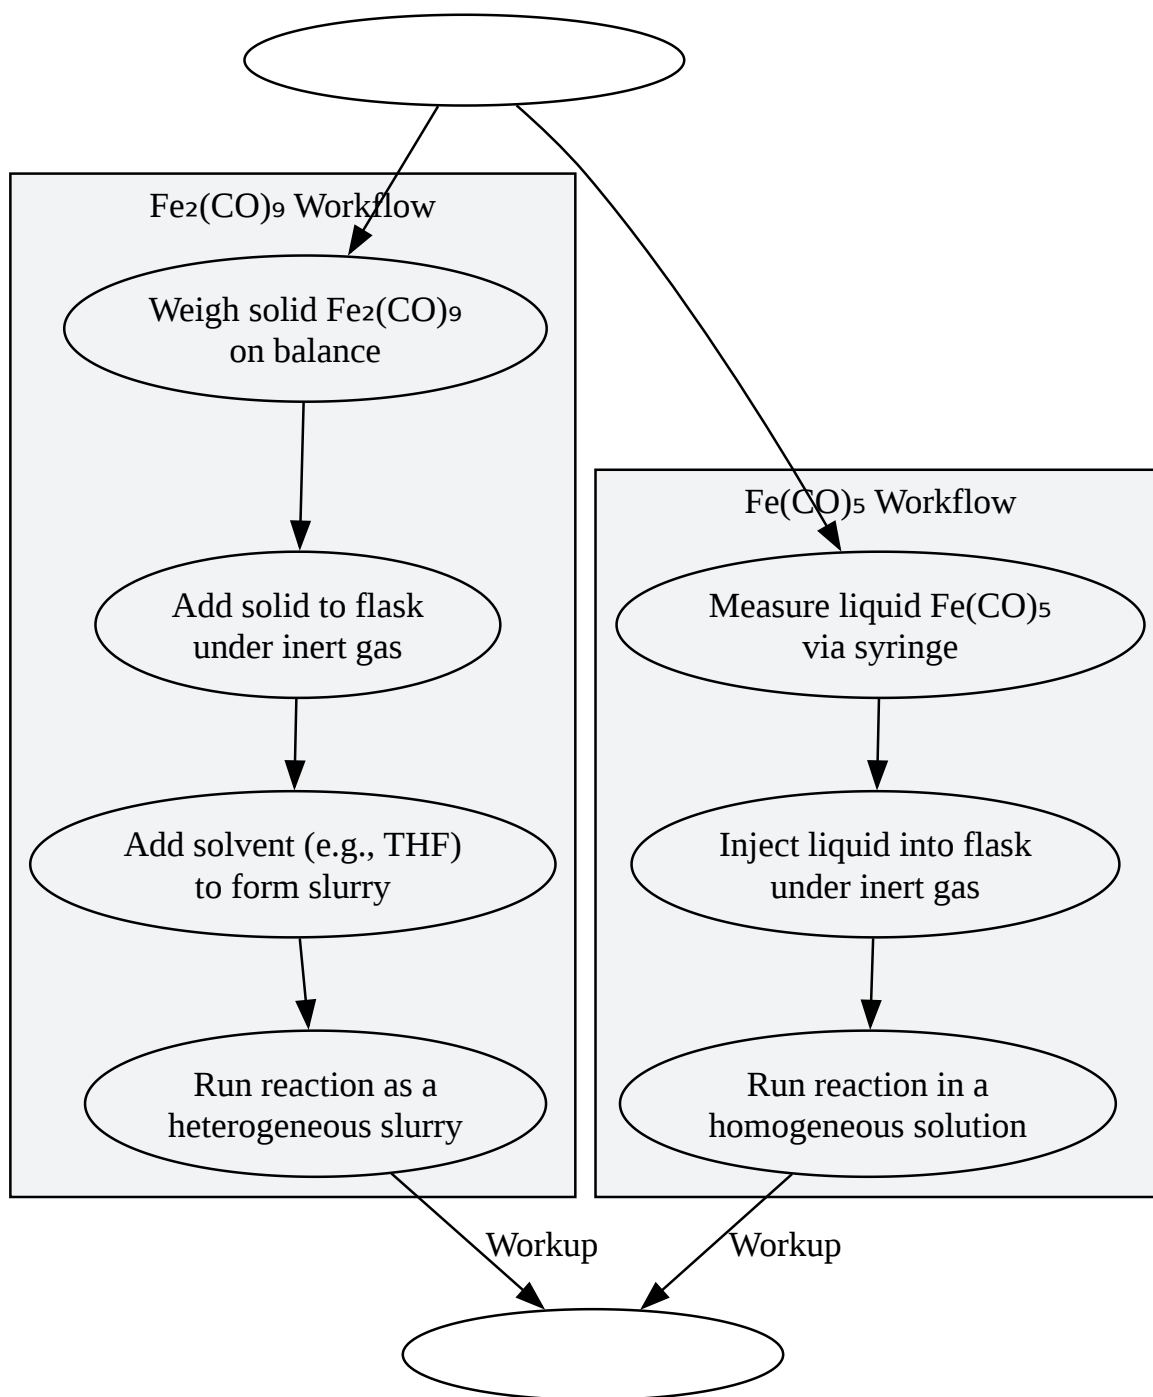 Fe₂(CO)₉ Workflow
Weigh solid Fe₂(CO)₉
on balance
Add solid to flask
under inert gas
Add solvent (e.g., THF)
to form slurry
Run reaction as a
heterogeneous slurry
Fe(CO)₅ Workflow
Measure liquid Fe(CO)₅
via syringe
Inject liquid into flask
under inert gas
Run reaction in a
homogeneous solution
Workup
Workup